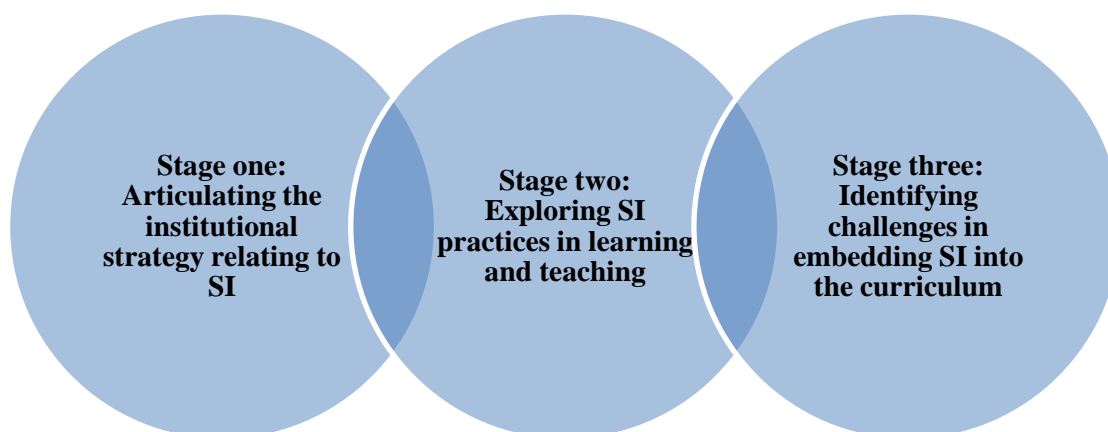 Stage one:
Articulating the
institutional
strategy relating to
SI
Stage two:
Exploring SI
practices in learning
and teaching
Stage three:
Identifying
challenges in
embedding SI into
the curriculum